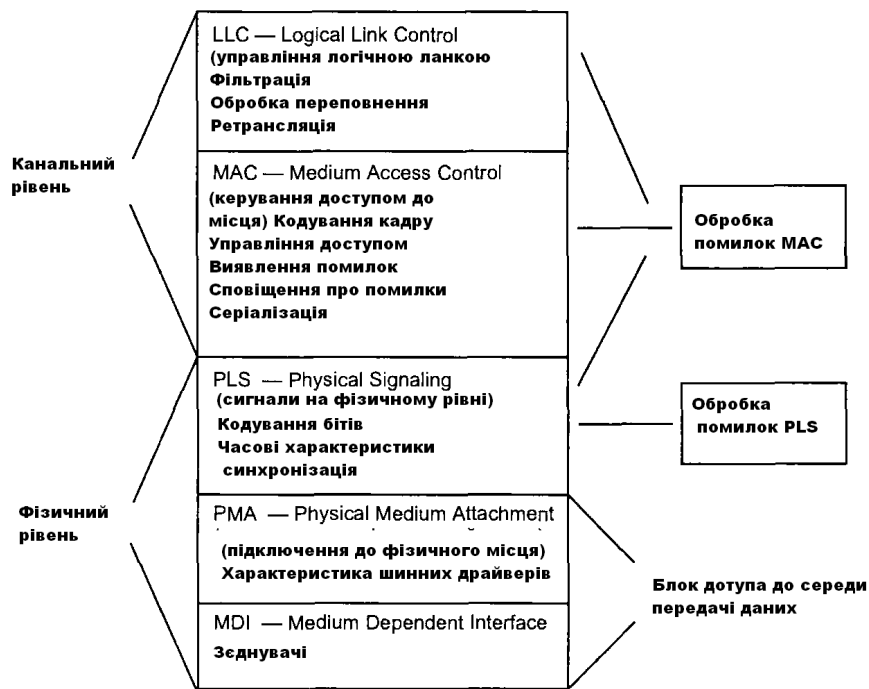 LLC — Logical Link Control
(управління логічною ланкою
Фільтрація
Обробка переповнення
Ретрансляція
Канальний
рівень
MAC — Medium Access Control
(керування доступом до
місця) Кодування кадру
Управління доступом
Виявлення помилок
Сповіщення про помилки
Серіалізація
Обробка
помилок MAC
PLS — Physical Signaling
(сигнали на фізичному рівні)
Кодування бітів
Часові характеристики
синхронізація
Обробка
помилок PLS
Фізичний
рівень
PMA — Physical Medium Attachment
(підключення до фізичного місця)
Характеристика шинних драйверів
MDI — Medium Dependent Interface
Зєднувачі
Блок дотупа до середи
передачі даних